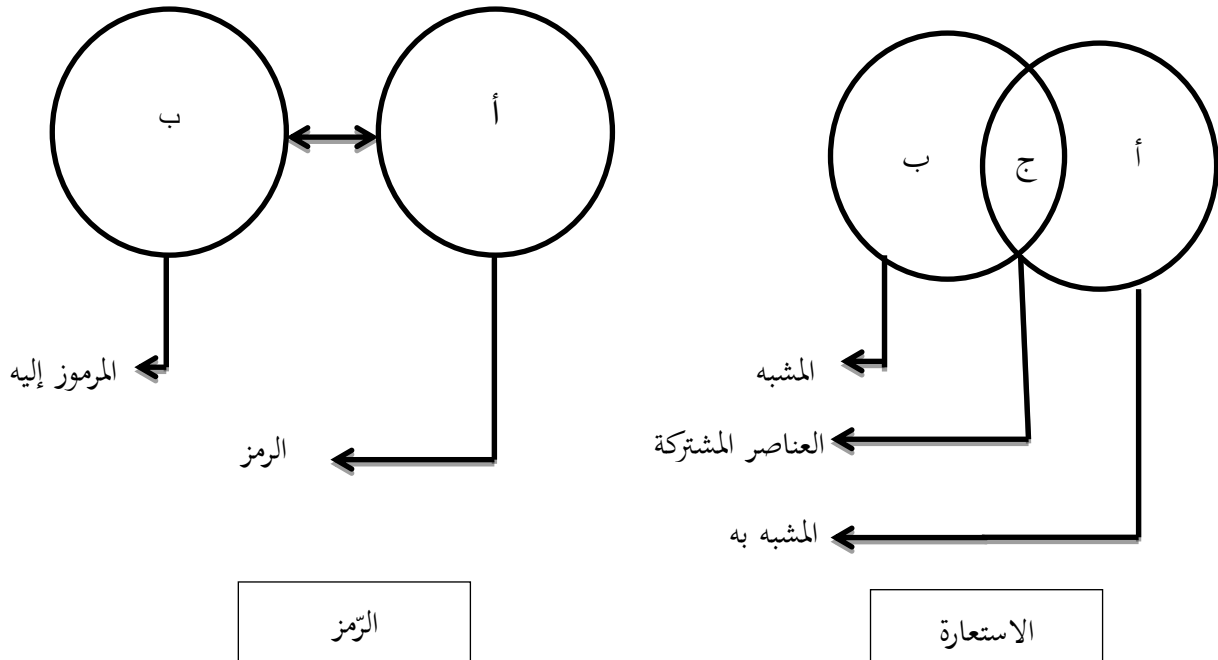 أ
ج
ب
المشبه
العناصر المشتركة
المشبه به
الاستعارة
أ
ب
المرموز إليه
الرمز
الرّمز